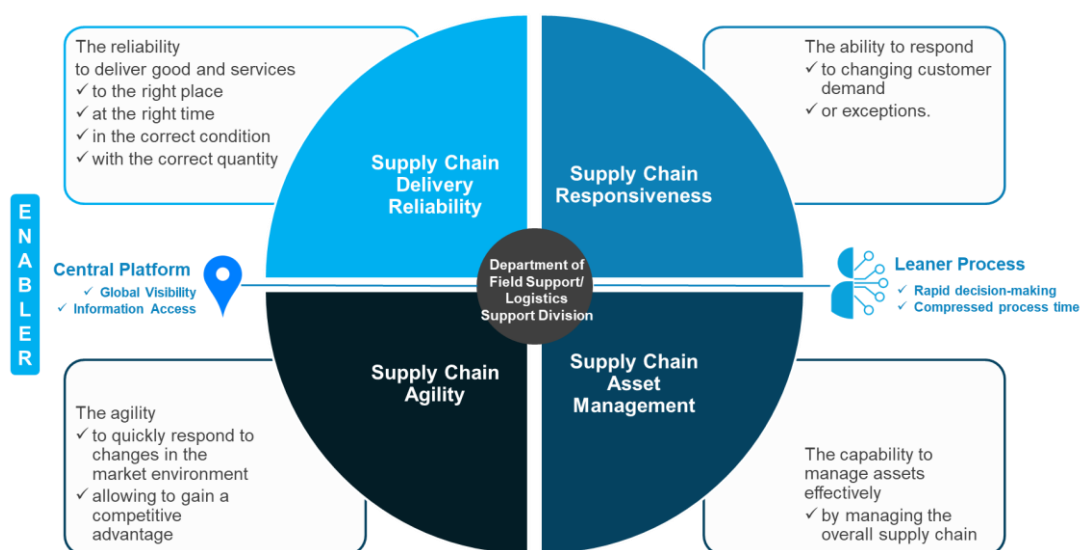 The reliability
to deliver good and services
✓ to the right place
✓ at the right time
✓ in the correct condition
✓ with the correct quantity
The ability to respond
✓ to changing customer
demand
✓ or exceptions.
Supply Chain
Delivery
Reliability
Supply Chain
Responsiveness
ENABLER
Central Platform
✓ Global Visibility
✓ Information Access
Department of
Field Support/
Logistics
Support Division
Leaner Process
✓ Rapid decision-making
✓ Compressed process time
Supply Chain
Agility
Supply Chain
Asset
Management
The agility
✓ to quickly respond to
changes in the
market environment
✓ allowing to gain a
competitive
advantage
The capability to
manage assets
effectively
✓ by managing the
overall supply chain